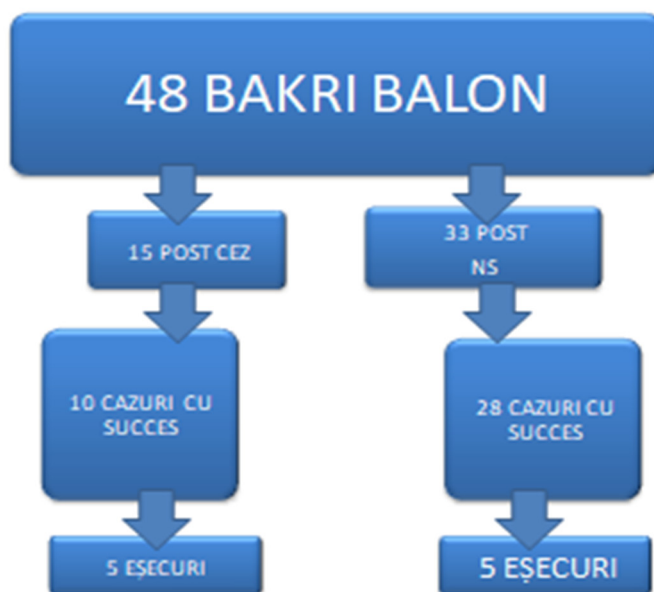 48 BAKRI BALON
15 POST CEZ
33 POST
NS
10 CAZURI CU
SUCCES
28 CAZURI CU
SUCCES
5 EȘECURI
5 EȘECURI